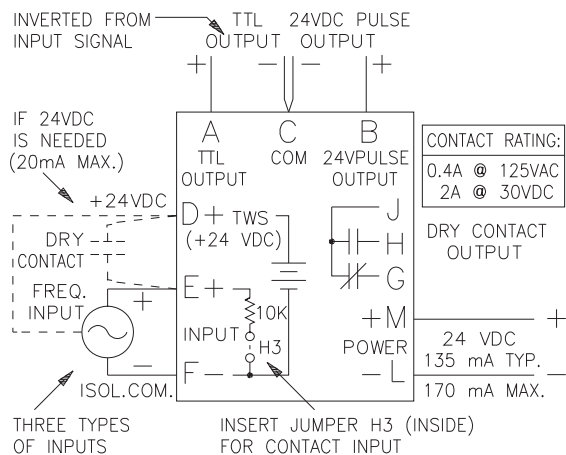 INVERTED FROM
INPUT SIGNAL
TTL
OUTPUT
24VDC PULSE
OUTPUT
+ − − +
IF 24VDC
IS NEEDED
(20mA MAX.)
A
TTL
OUTPUT
C
COM
B
24VPULSE
OUTPUT
CONTACT RATING:
0.4A @ 125VAC
2A @ 30VDC
+24VDC
D+
TWS
(+24 VDC)
J
H
G
DRY CONTACT
OUTPUT
DRY
CONTACT
FREQ.
INPUT
+
−
E+
10K
INPUT
H3
F−
ISOL.COM.
+M
POWER
−L
+
24 VDC
135 mA TYP.
170 mA MAX.
−
THREE TYPES
OF INPUTS
INSERT JUMPER H3 (INSIDE)
FOR CONTACT INPUT